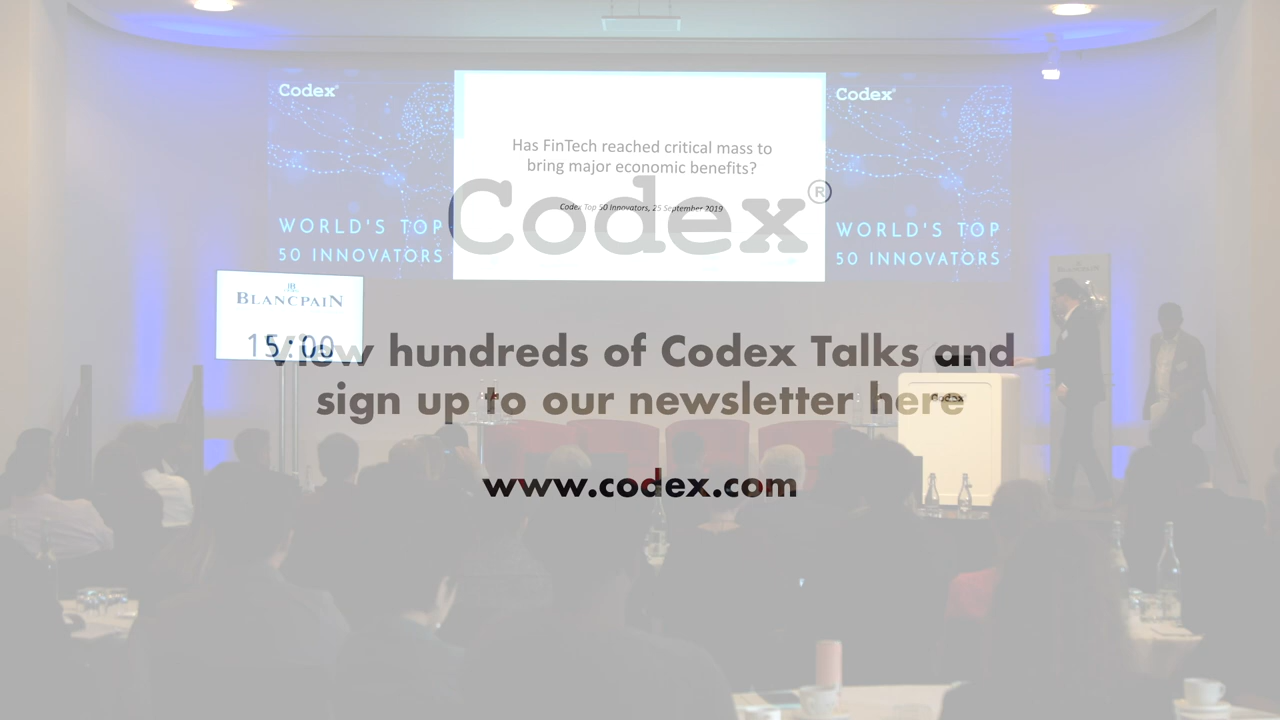 Codex®
Codex®
Has FinTech reached critical mass to
bring major economic benefits?
Codex Top 50 Innovators, 25 September 2019
WORLD'S TOP
50 INNOVATORS
WORLD'S TOP
50 INNOVATORS
Codex®
BLANCPAIN
15:00
View hundreds of Codex Talks and
sign up to our newsletter here
Codex
www.codex.com